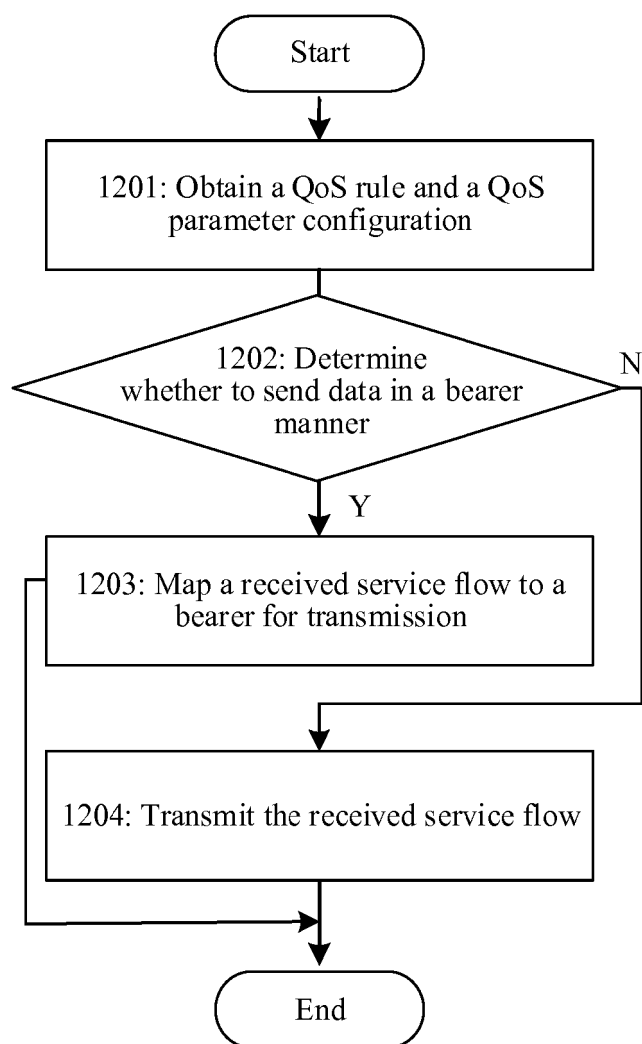 Start
1201: Obtain a QoS rule and a QoS
parameter configuration
1202: Determine
whether to send data in a bearer
manner
N
Y
1203: Map a received service flow to a
bearer for transmission
1204: Transmit the received service flow
End